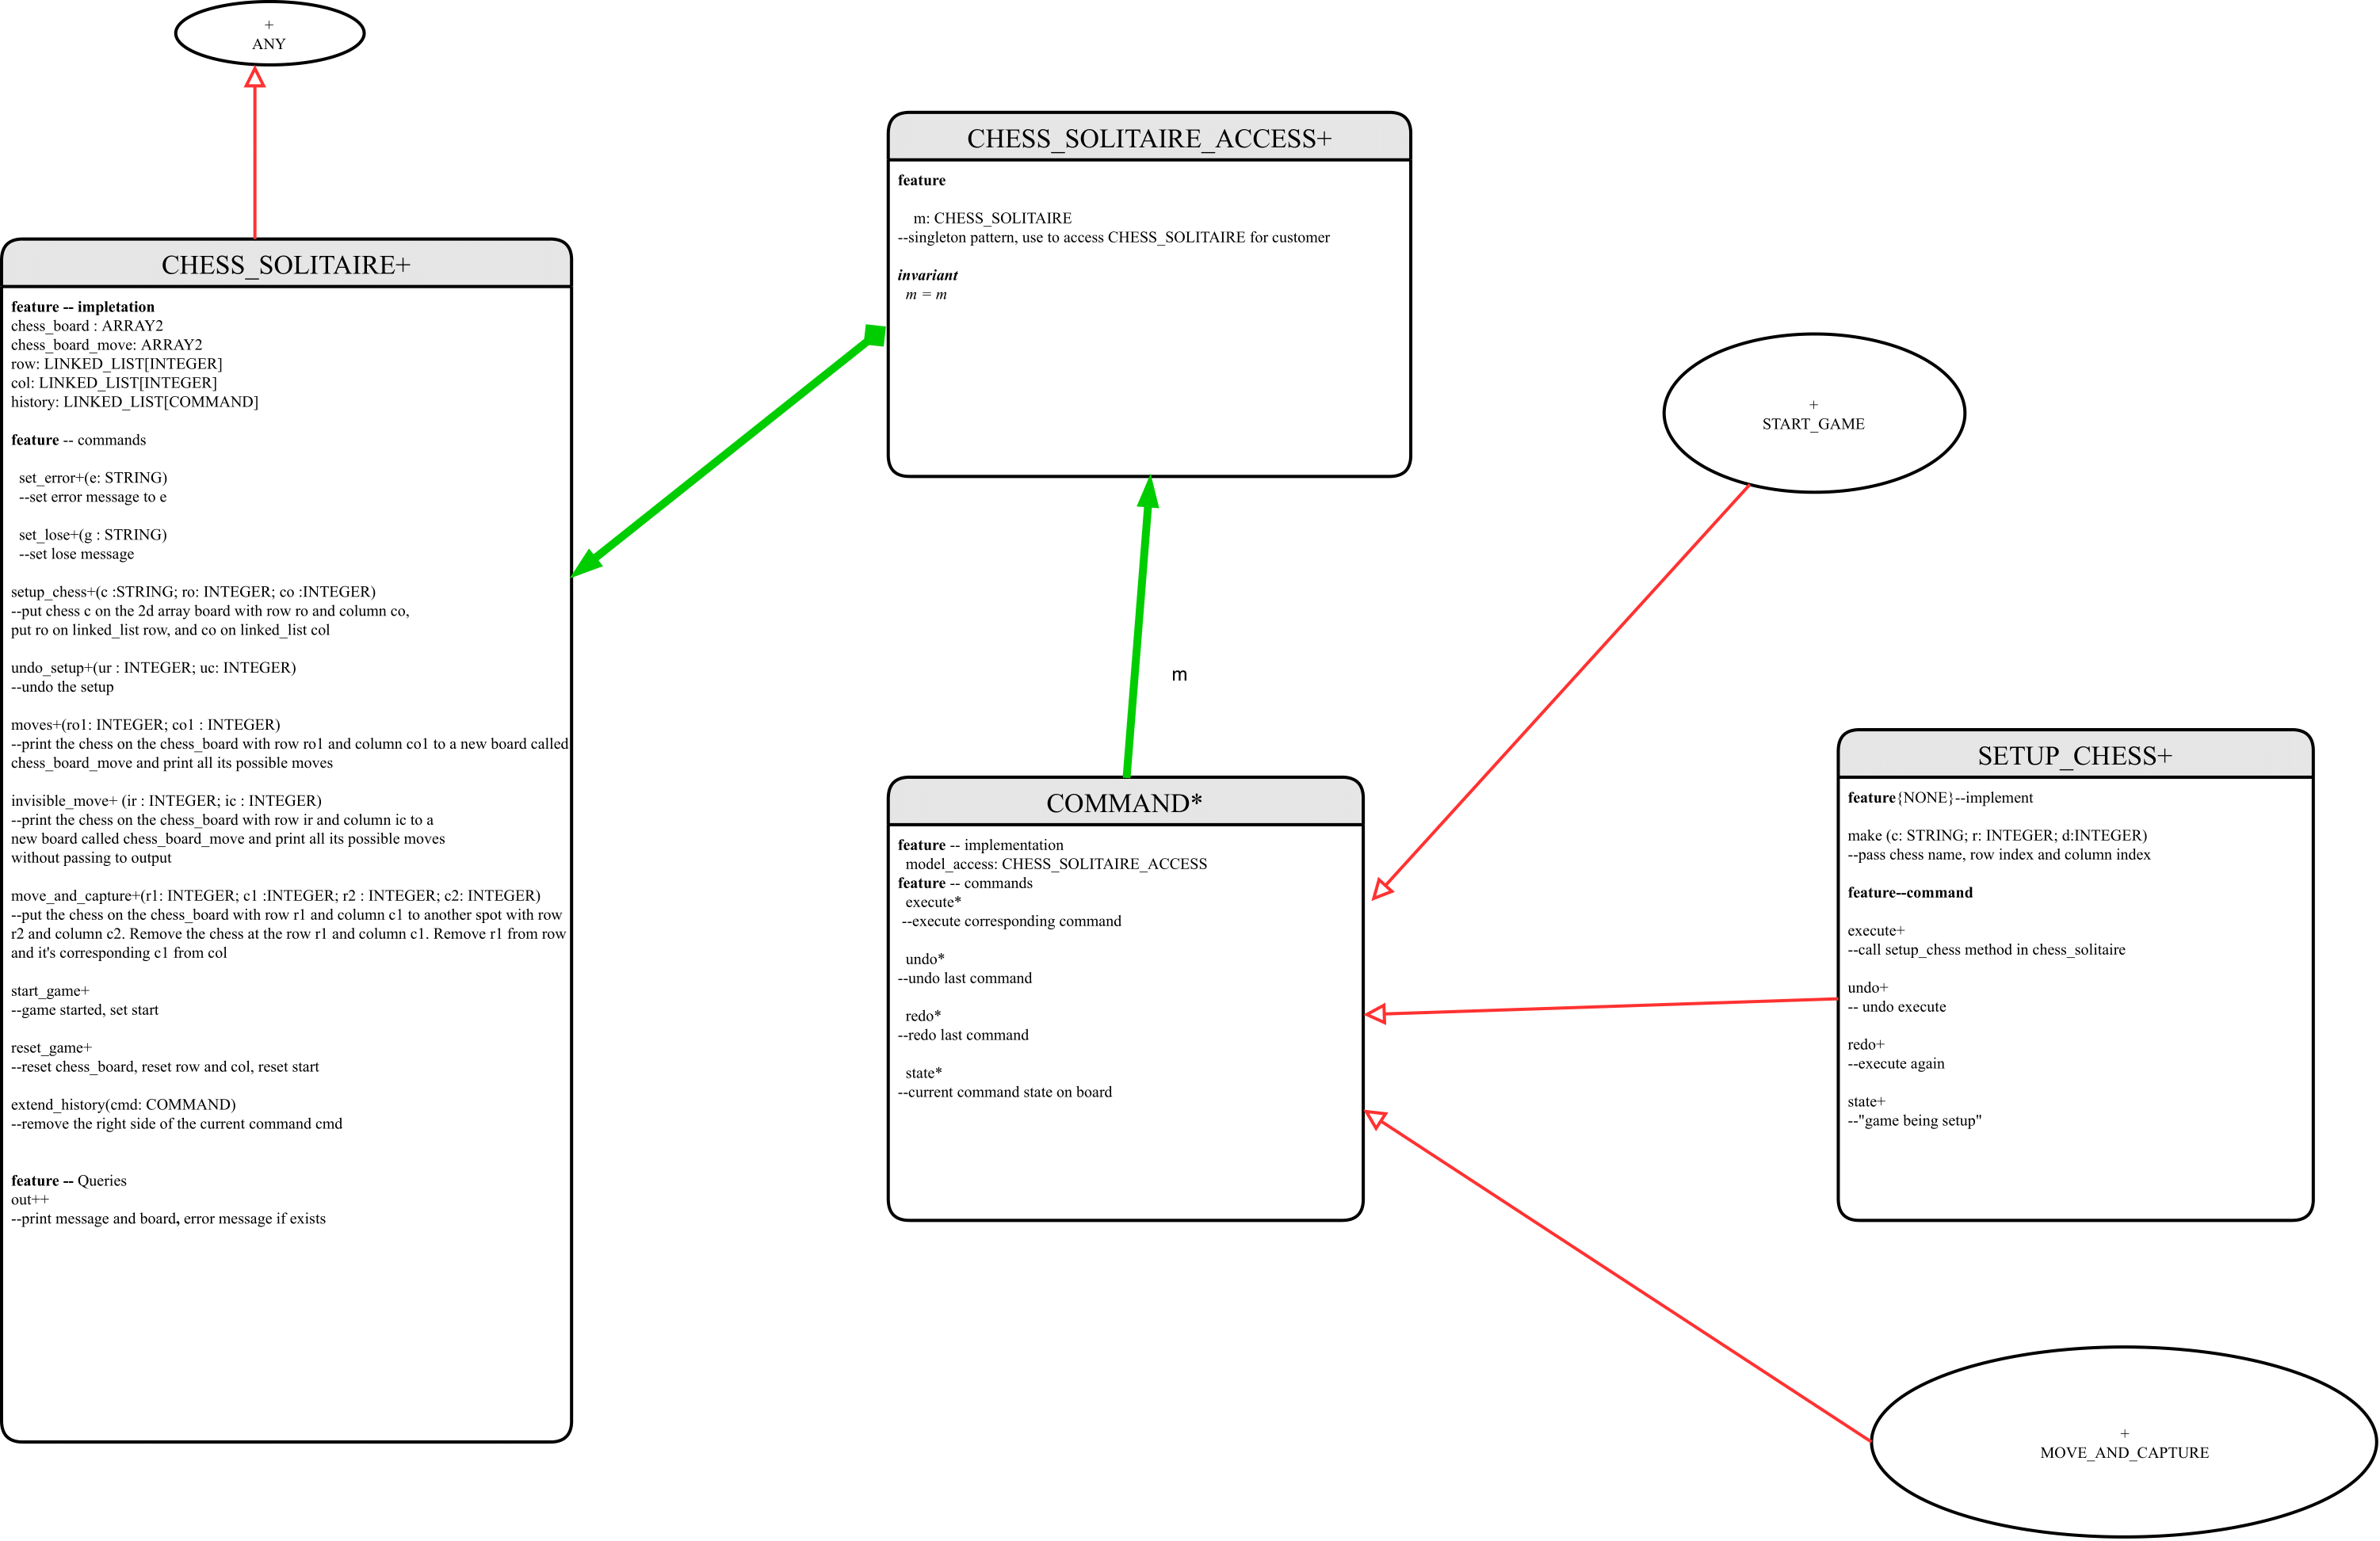 +
ANY
CHESS_SOLITAIRE+
feature -- impletation
chess_board : ARRAY2
chess_board_move: ARRAY2
row: LINKED_LIST[INTEGER]
col: LINKED_LIST[INTEGER]
history: LINKED_LIST[COMMAND]
feature -- commands
set_error+(e: STRING)
--set error message to e
set_lose+(g : STRING)
--set lose message
setup_chess+(c :STRING; ro: INTEGER; co :INTEGER)
--put chess c on the 2d array board with row ro and column co,
put ro on linked_list row, and co on linked_list col
undo_setup+(ur : INTEGER; uc: INTEGER)
--undo the setup
moves+(ro1: INTEGER; co1 : INTEGER)
--print the chess on the chess_board with row ro1 and column co1 to a new board called
chess_board_move and print all its possible moves
invisible_move+ (ir : INTEGER; ic : INTEGER)
--print the chess on the chess_board with row ir and column ic to a
new board called chess_board_move and print all its possible moves
without passing to output
move_and_capture+(r1: INTEGER; c1 :INTEGER; r2 : INTEGER; c2: INTEGER)
--put the chess on the chess_board with row r1 and column c1 to another spot with row
r2 and column c2. Remove the chess at the row r1 and column c1. Remove r1 from row
and it's corresponding c1 from col
start_game+
--game started, set start
reset_game+
--reset chess_board, reset row and col, reset start
extend_history(cmd: COMMAND)
--remove the right side of the current command cmd
feature -- Queries
out++
--print message and board, error message if exists
CHESS_SOLITAIRE_ACCESS+
feature
m: CHESS_SOLITAIRE
--singleton pattern, use to access CHESS_SOLITAIRE for customer
invariant
m = m
m
COMMAND*
feature -- implementation
model_access: CHESS_SOLITAIRE_ACCESS
feature -- commands
execute*
--execute corresponding command
undo*
--undo last command
redo*
--redo last command
state*
--current command state on board
+
START_GAME
SETUP_CHESS+
feature{NONE}--implement
make (c: STRING; r: INTEGER; d:INTEGER)
--pass chess name, row index and column index
feature--command
execute+
--call setup_chess method in chess_solitaire
undo+
-- undo execute
redo+
--execute again
state+
--"game being setup"
+
MOVE_AND_CAPTURE